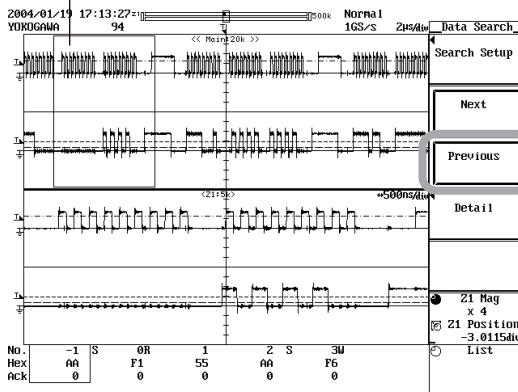 2004/01/19 17:13:27 500k Normal
YOKOGAWA 94 1GS/s 2μs/div
<< Main:20k >>
<Z1:5k> 500ns/div
Data Search
Search Setup
Next
Previous
Detail
Z1 Mag
x 4
Z1 Position
-3.0115div
List
No. -1 S 0R 1 2 S 3W
Hex AA F1 55 AA F6
Ack 0 0 0 0 0